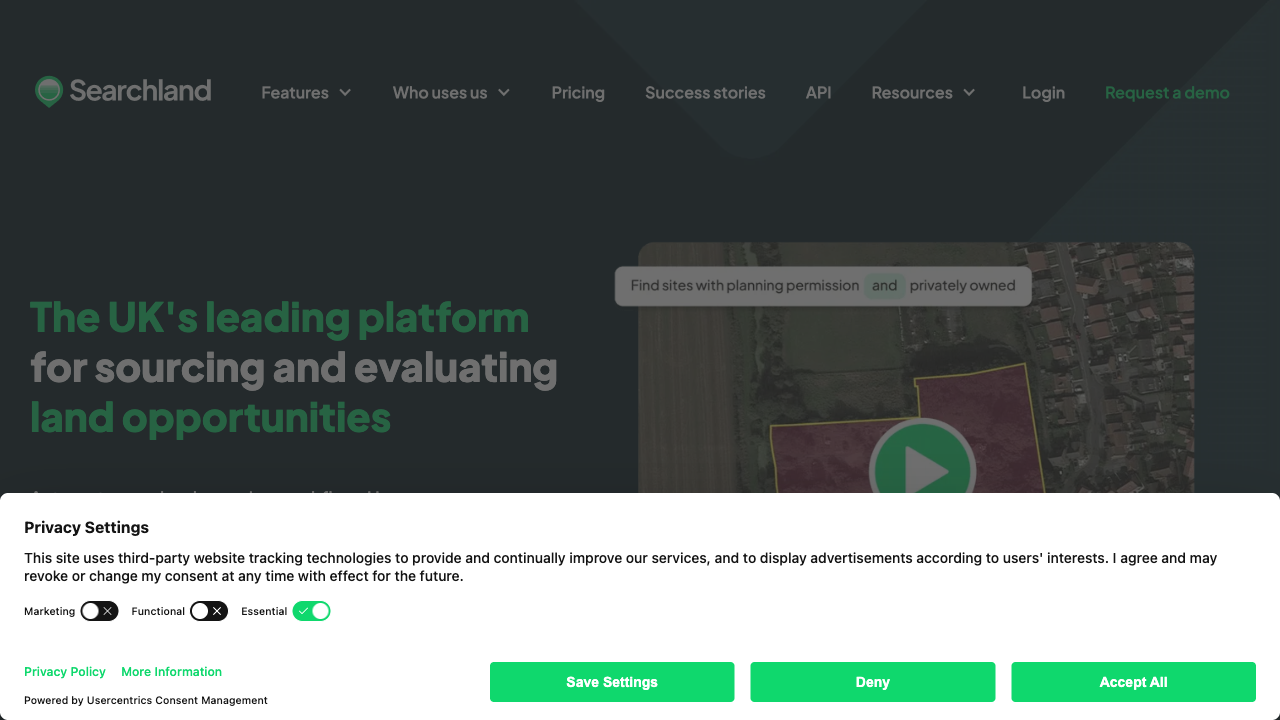 Searchland
Features
Who uses us
Pricing
Success stories
API
Resources
Login
Request a demo
Find sites with planning permission and privately owned
The UK's leading platform
for sourcing and evaluating
land opportunities
Privacy Settings
This site uses third-party website tracking technologies to provide and continually improve our services, and to display advertisements according to users' interests. I agree and may
revoke or change my consent at any time with effect for the future.
Marketing
Functional
Essential
Privacy Policy
More Information
Save Settings
Deny
Accept All
Powered by Usercentrics Consent Management